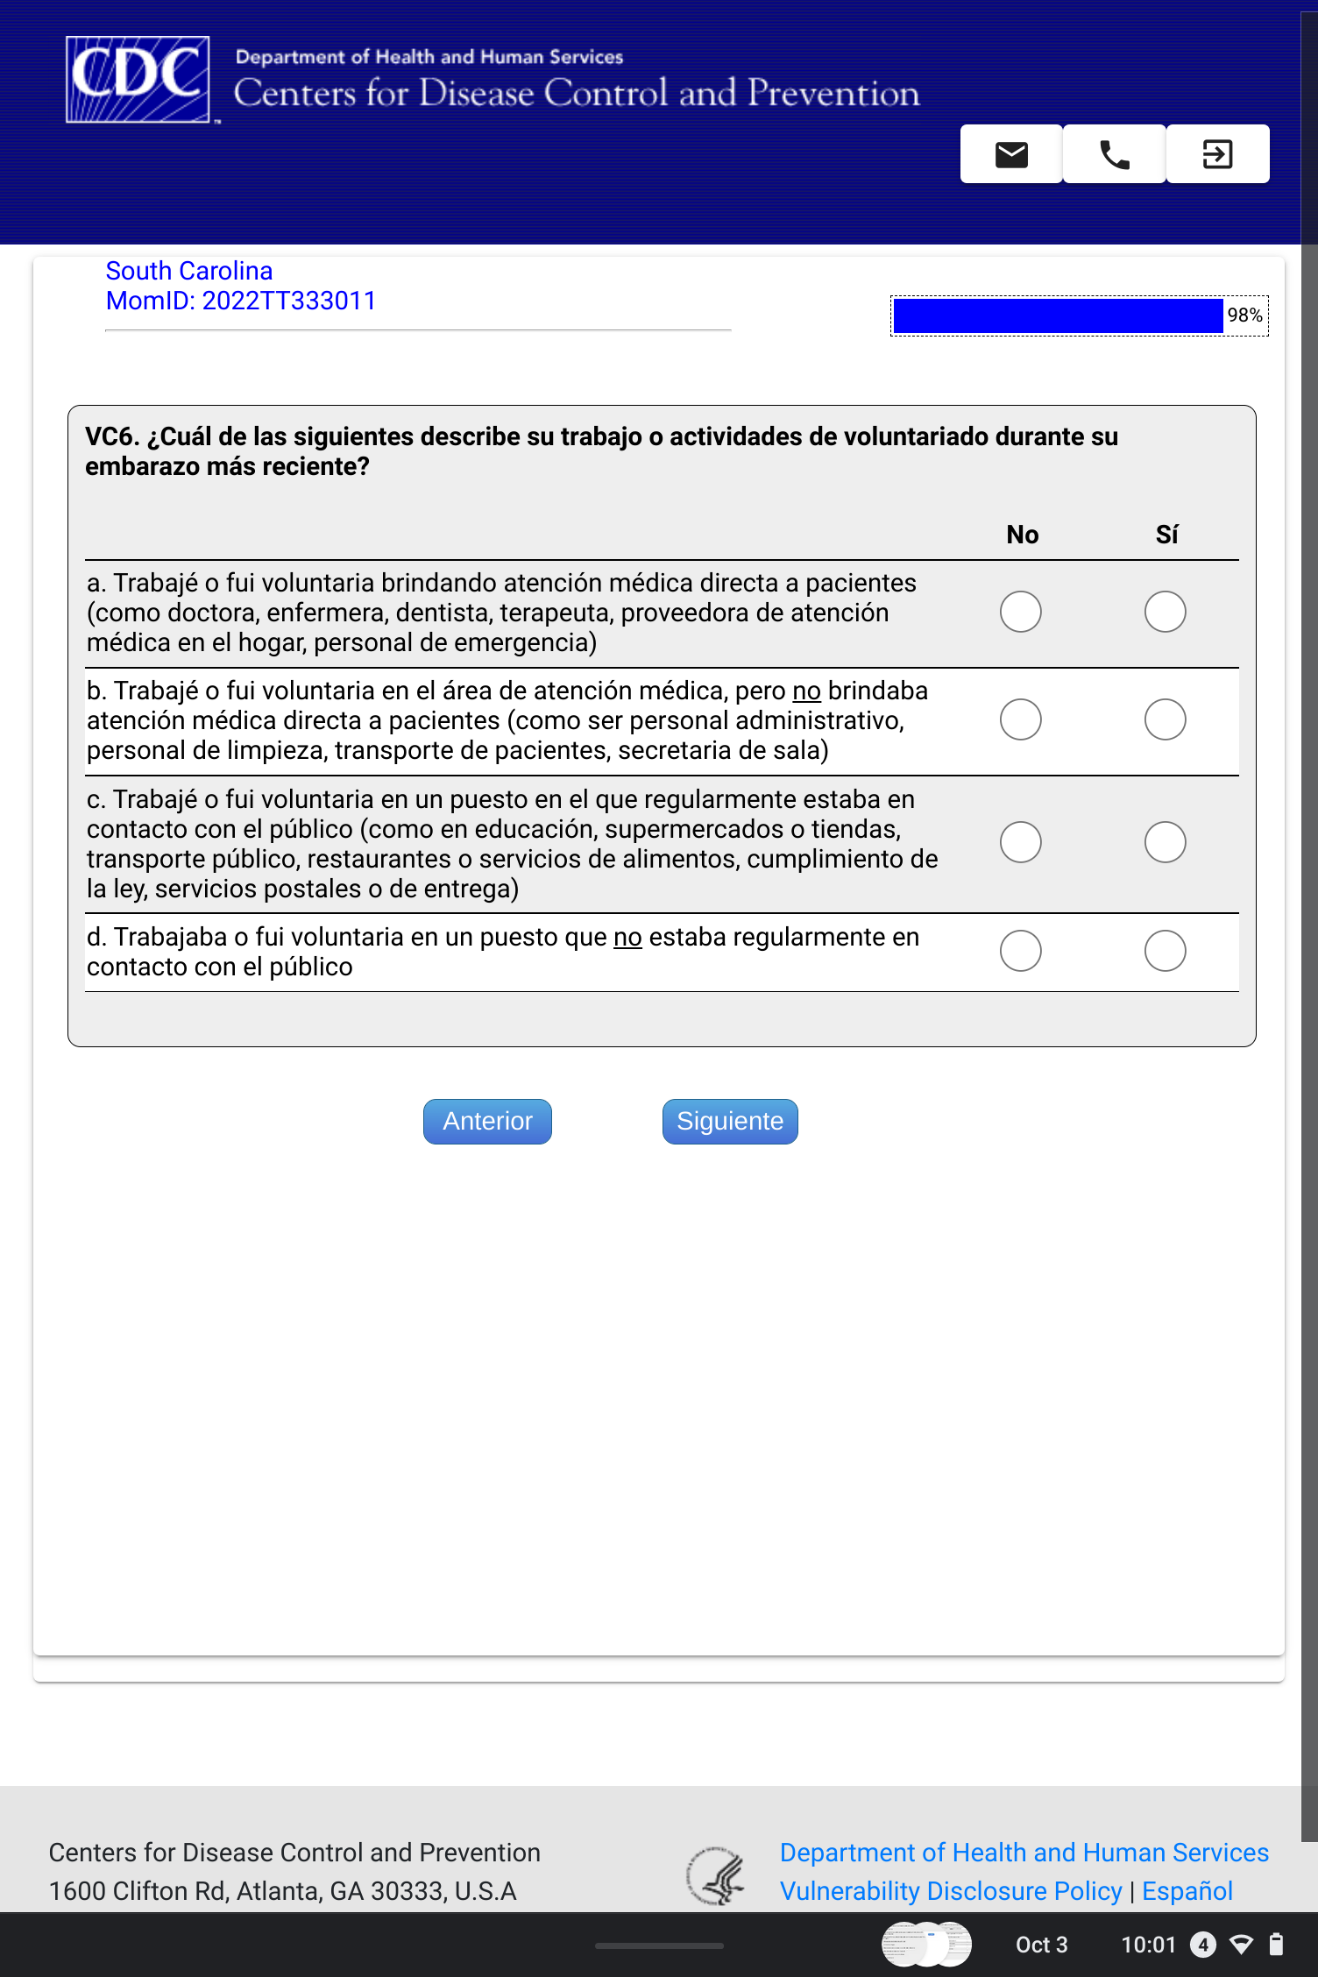 CDC
TM
Department of Health and Human Services
Centers for Disease Control and Prevention
South Carolina
MomID: 2022TT333011
98%
VC6. ¿Cuál de las siguientes describe su trabajo o actividades de voluntariado durante su
embarazo más reciente?
No Sí
a. Trabajé o fui voluntaria brindando atención médica directa a pacientes
(como doctora, enfermera, dentista, terapeuta, proveedora de atención
médica en el hogar, personal de emergencia)
b. Trabajé o fui voluntaria en el área de atención médica, pero no brindaba
atención médica directa a pacientes (como ser personal administrativo,
personal de limpieza, transporte de pacientes, secretaria de sala)
c. Trabajé o fui voluntaria en un puesto en el que regularmente estaba en
contacto con el público (como en educación, supermercados o tiendas,
transporte público, restaurantes o servicios de alimentos, cumplimiento de
la ley, servicios postales o de entrega)
d. Trabajaba o fui voluntaria en un puesto que no estaba regularmente en
contacto con el público
Anterior Siguiente
Centers for Disease Control and Prevention
1600 Clifton Rd, Atlanta, GA 30333, U.S.A
Department of Health and Human Services
Vulnerability Disclosure Policy | Español
Oct 3 10:01 4